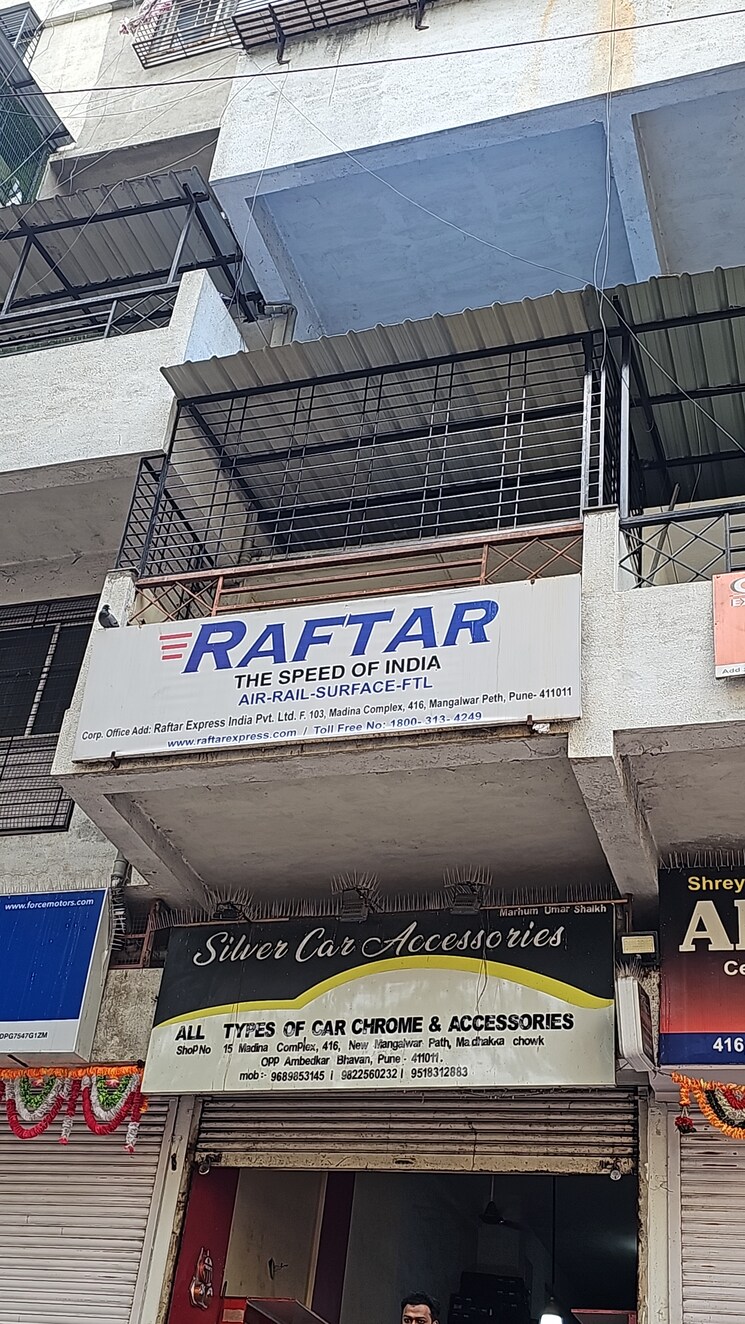 RAFTAR
THE SPEED OF INDIA
AIR-RAIL-SURFACE-FTL
Corp. Office Add: Raftar Express India Pvt. Ltd. F. 103, Madina Complex, 416, Mangalwar Peth, Pune- 411011
www.raftarexpress.com / Toll Free No: 1800- 313- 4249
Add
www.forcemotors.com
DPG7547G1ZM
Marhum Umar Shaikh
Silver Car Accessories
ALL TYPES OF CAR CHROME & ACCESSORIES
ShoP No 15 Madina ComPlex, 416, New Mangalwar Path, Madhakka chowk
OPP Ambedkar Bhavan, Pune - 411011.
mob:- 9689853145 | 9822560232 | 9518312883
Shrey
416